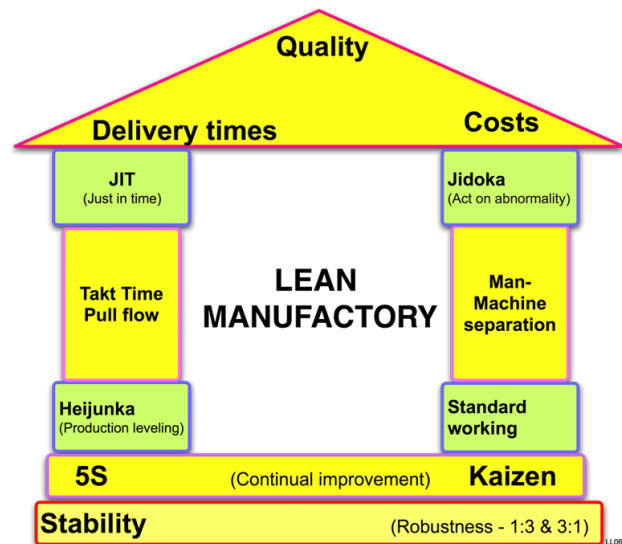 Quality
Delivery times
Costs
JIT
(Just in time)
Jidoka
(Act on abnormality)
Takt Time
Pull flow
LEAN
MANUFACTORY
Man-
Machine
separation
Heijunka
(Production leveling)
Standard
working
5S (Continual improvement) Kaizen
Stability (Robustness - 1:3 & 3:1)
LL06